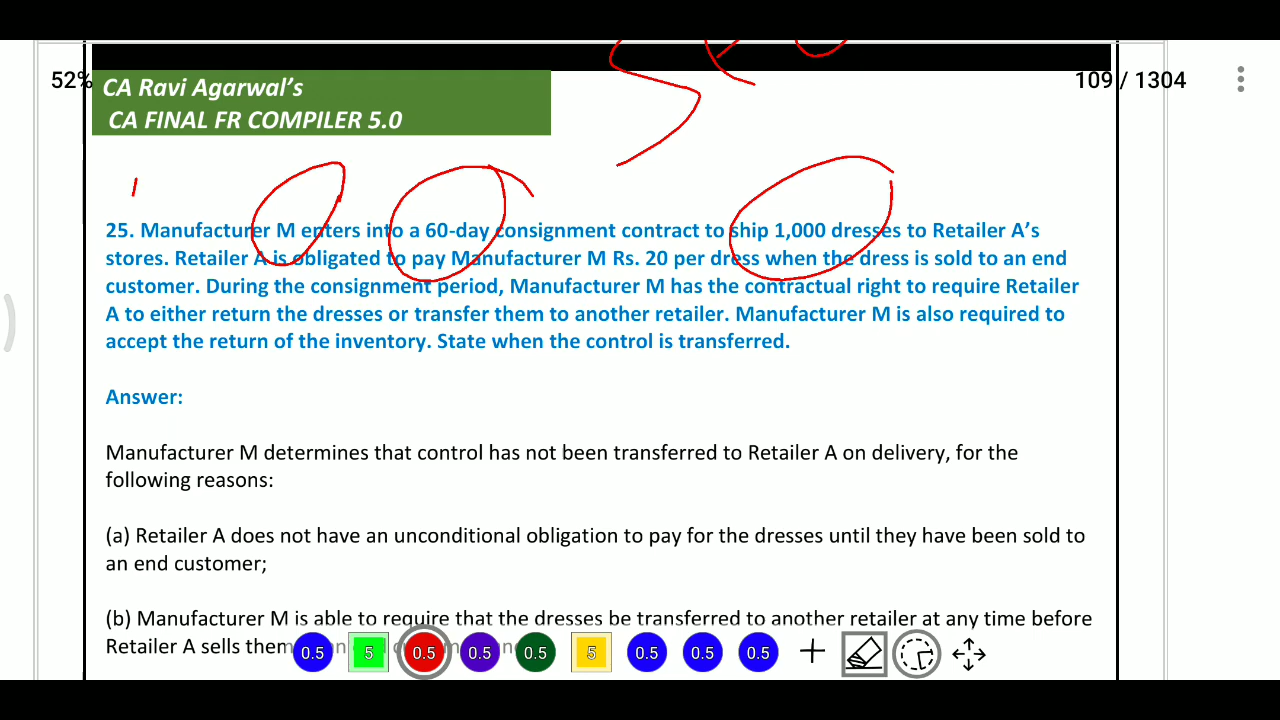 52%
CA Ravi Agarwal's
CA FINAL FR COMPILER 5.0
109 / 1304
25. Manufacturer M enters into a 60-day consignment contract to ship 1,000 dresses to Retailer A's
stores. Retailer A is obligated to pay Manufacturer M Rs. 20 per dress when the dress is sold to an end
customer. During the consignment period, Manufacturer M has the contractual right to require Retailer
A to either return the dresses or transfer them to another retailer. Manufacturer M is also required to
accept the return of the inventory. State when the control is transferred.
Answer:
Manufacturer M determines that control has not been transferred to Retailer A on delivery, for the
following reasons:
(a) Retailer A does not have an unconditional obligation to pay for the dresses until they have been sold to
an end customer;
(b) Manufacturer M is able to require that the dresses be transferred to another retailer at any time before
Retailer A sells them
0.5 5 0.5 0.5 0.5 5 0.5 0.5 0.5